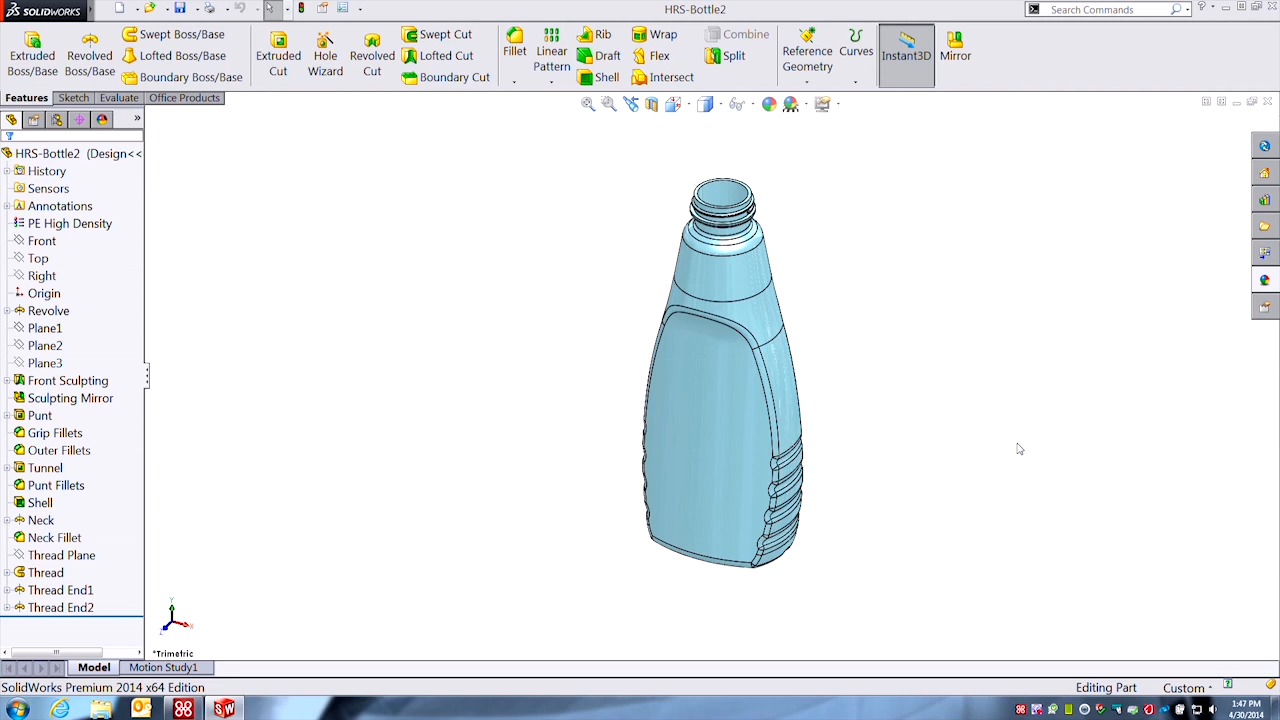 SOLIDWORKS
HRS-Bottle2
Search Commands
Extruded Boss/Base
Revolved Boss/Base
Swept Boss/Base
Lofted Boss/Base
Boundary Boss/Base
Extruded Cut
Hole Wizard
Revolved Cut
Swept Cut
Lofted Cut
Boundary Cut
Fillet
Linear Pattern
Rib
Draft
Shell
Wrap
Flex
Intersect
Combine
Split
Reference Geometry
Curves
Instant3D
Mirror
Features
Sketch
Evaluate
Office Products
HRS-Bottle2 (Design<<
History
Sensors
Annotations
PE High Density
Front
Top
Right
Origin
Revolve
Plane1
Plane2
Plane3
Front Sculpting
Sculpting Mirror
Punt
Grip Fillets
Outer Fillets
Tunnel
Punt Fillets
Shell
Neck
Neck Fillet
Thread Plane
Thread
Thread End1
Thread End2
Y
X
Z
*Trimetric
Model
Motion Study1
SolidWorks Premium 2014 x64 Edition
Editing Part
Custom
1:47 PM
4/30/2014